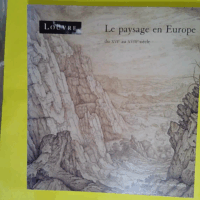 LOUVRE
Le paysage en Europe
du XVIe au XVIIIe siècle